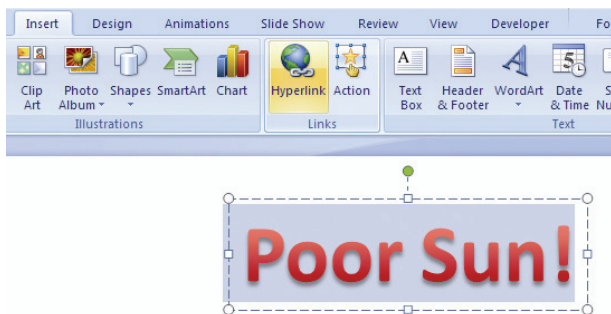 Insert Design Animations Slide Show Review View Developer Fo
Clip Art Photo Album Shapes SmartArt Chart Hyperlink Action Text Box Header & Footer WordArt Date & Time
Illustrations Links Text
Poor Sun!